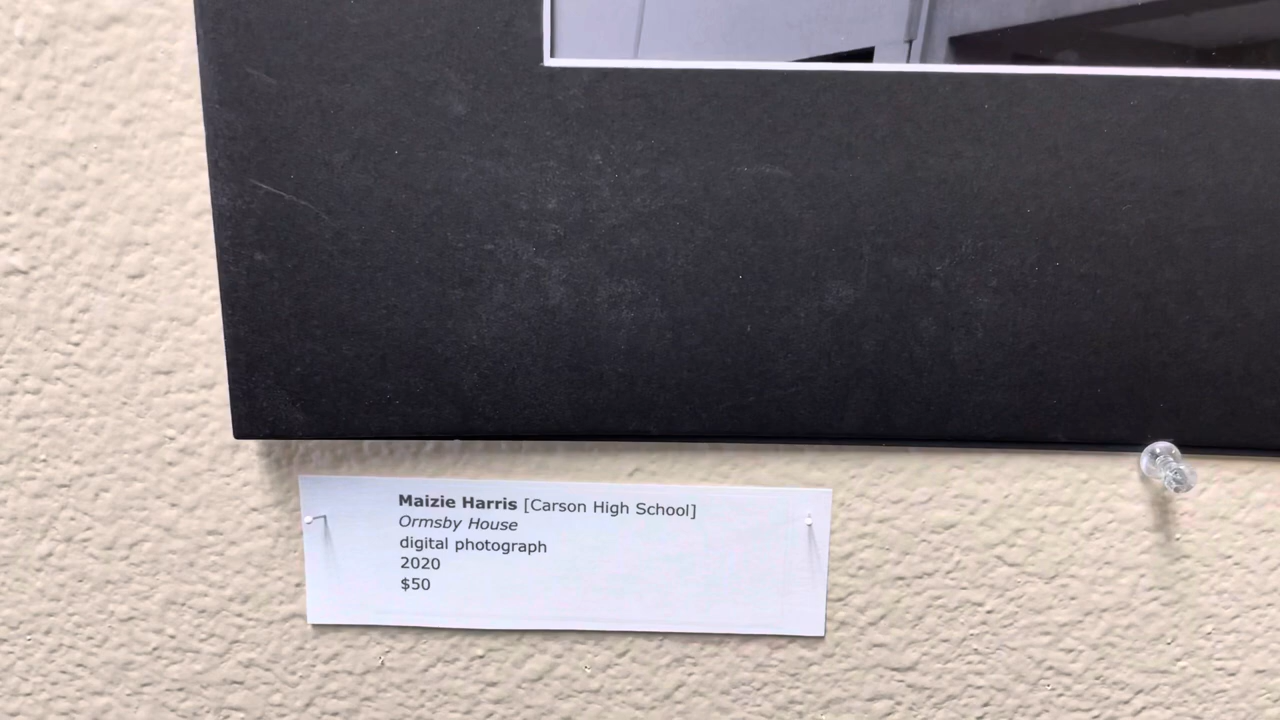 Maizie Harris [Carson High School]
Ormsby House
digital photograph
2020
$50